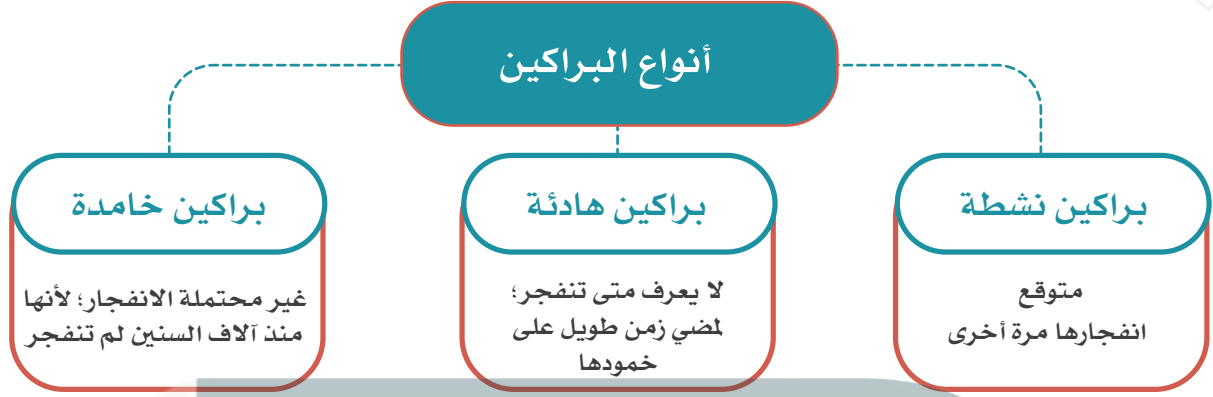 أنواع البراكين
براكين نشطة
متوقع
انفجارها مرة أخرى
براكين هادئة
لا يعرف متى تنفجر؛
لمضي زمن طويل على
خمودها
براكين خامدة
غير محتملة الانفجار؛ لأنها
منذ آلاف السنين لم تنفجر